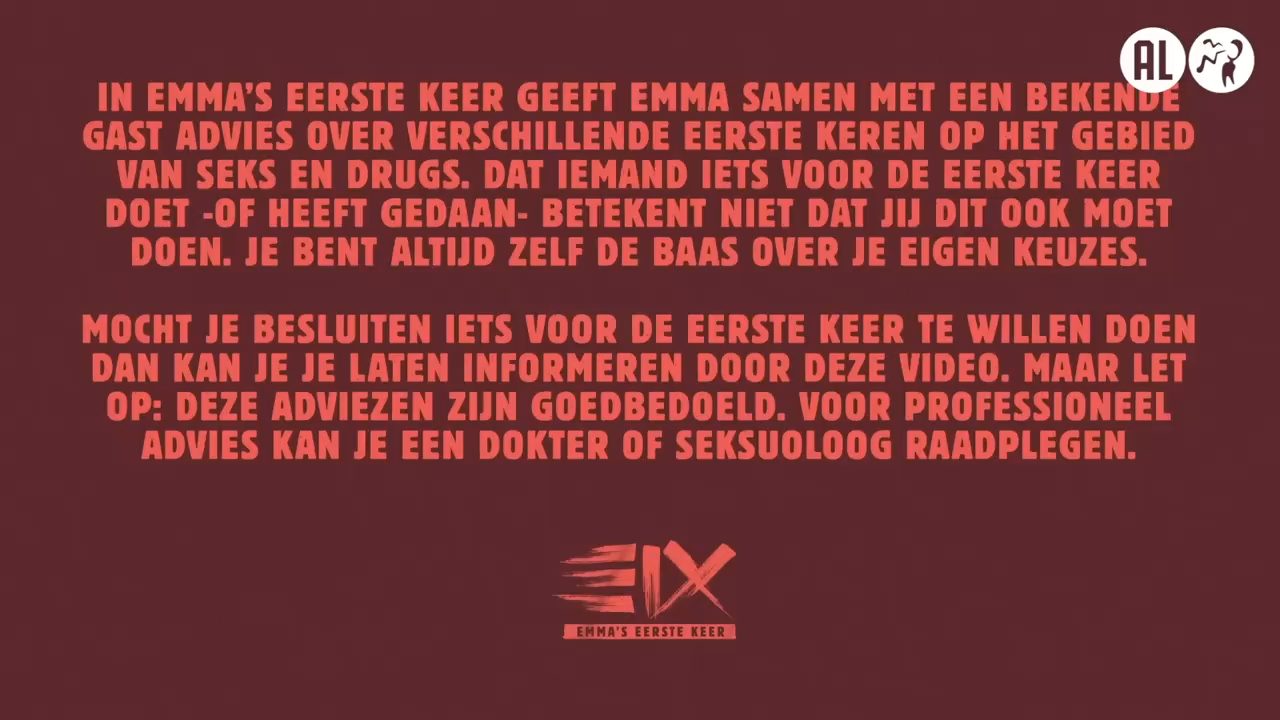 AL
IN EMMA'S EERSTE KEER GEEFT EMMA SAMEN MET EEN BEKENDE
GAST ADVIES OVER VERSCHILLENDE EERSTE KEREN OP HET GEBIED
VAN SEKS EN DRUGS. DAT IEMAND IETS VOOR DE EERSTE KEER
DOET -OF HEEFT GEDAAN- BETEKENT NIET DAT JIJ DIT OOK MOET
DOEN. JE BENT ALTIJD ZELF DE BAAS OVER JE EIGEN KEUZES.
MOCHT JE BESLUITEN IETS VOOR DE EERSTE KEER TE WILLEN DOEN
DAN KAN JE JE LATEN INFORMEREN DOOR DEZE VIDEO. MAAR LET
OP: DEZE ADVIEZEN ZIJN GOEDBEDOELD. VOOR PROFESSIONEEL
ADVIES KAN JE EEN DOKTER OF SEKSUOLOOG RAADPLEGEN.
E1X
EMMA'S EERSTE KEER